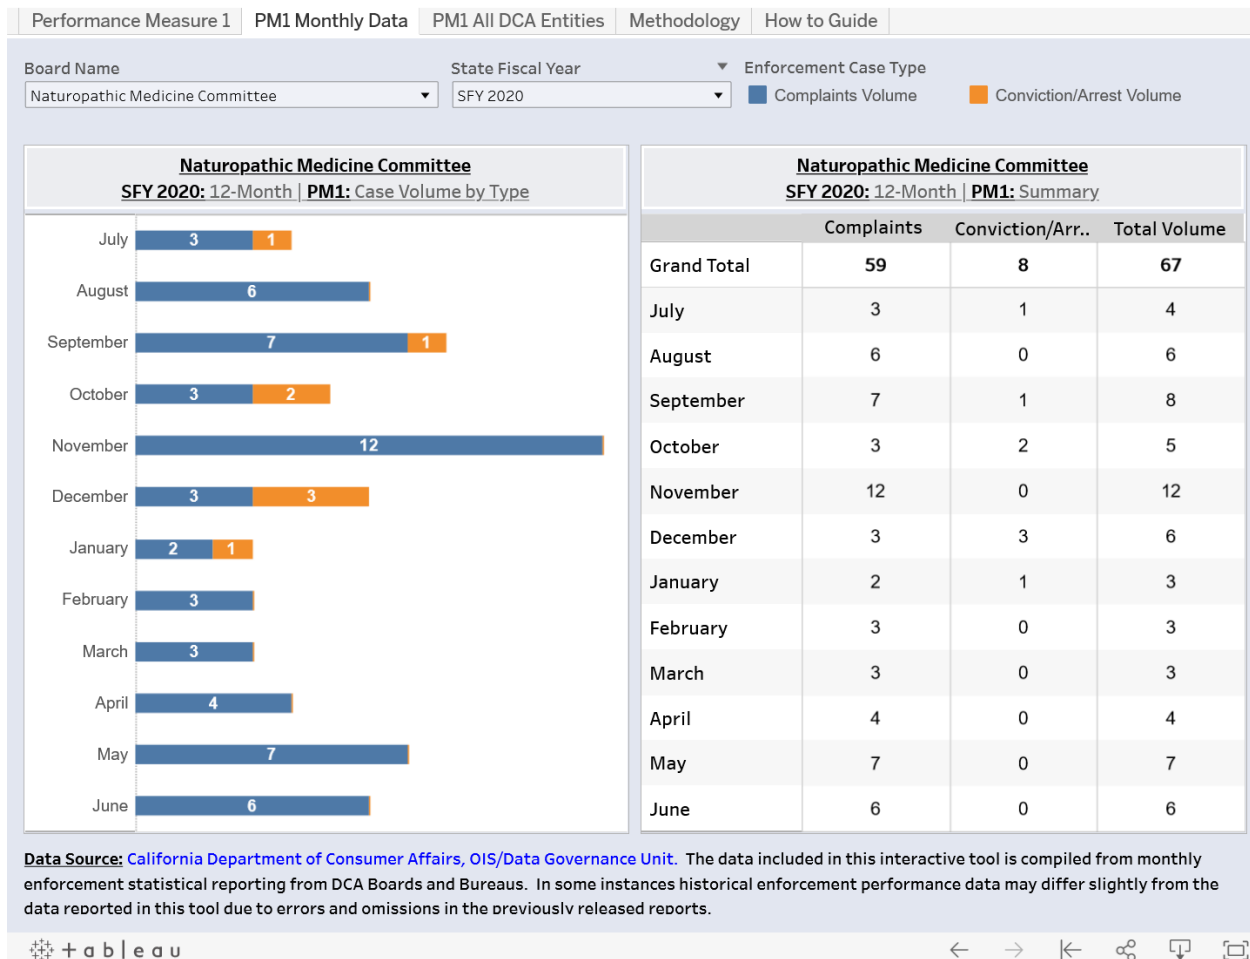 Performance Measure 1 PM1 Monthly Data PM1 All DCA Entities Methodology How to Guide
Board Name State Fiscal Year Enforcement Case Type
Naturopathic Medicine Committee SFY 2020 Complaints Volume Conviction/Arrest Volume
Naturopathic Medicine Committee
SFY 2020: 12-Month | PM1: Case Volume by Type
July 3 1
August 6
September 7 1
October 3 2
November 12
December 3 3
January 2 1
February 3
March 3
April 4
May 7
June 6
Naturopathic Medicine Committee
SFY 2020: 12-Month | PM1: Summary
Complaints Conviction/Arr.. Total Volume
Grand Total 59 8 67
July 3 1 4
August 6 0 6
September 7 1 8
October 3 2 5
November 12 0 12
December 3 3 6
January 2 1 3
February 3 0 3
March 3 0 3
April 4 0 4
May 7 0 7
June 6 0 6
Data Source: California Department of Consumer Affairs, OIS/Data Governance Unit. The data included in this interactive tool is compiled from monthly
enforcement statistical reporting from DCA Boards and Bureaus. In some instances historical enforcement performance data may differ slightly from the
data reported in this tool due to errors and omissions in the previously released reports.
+ableau